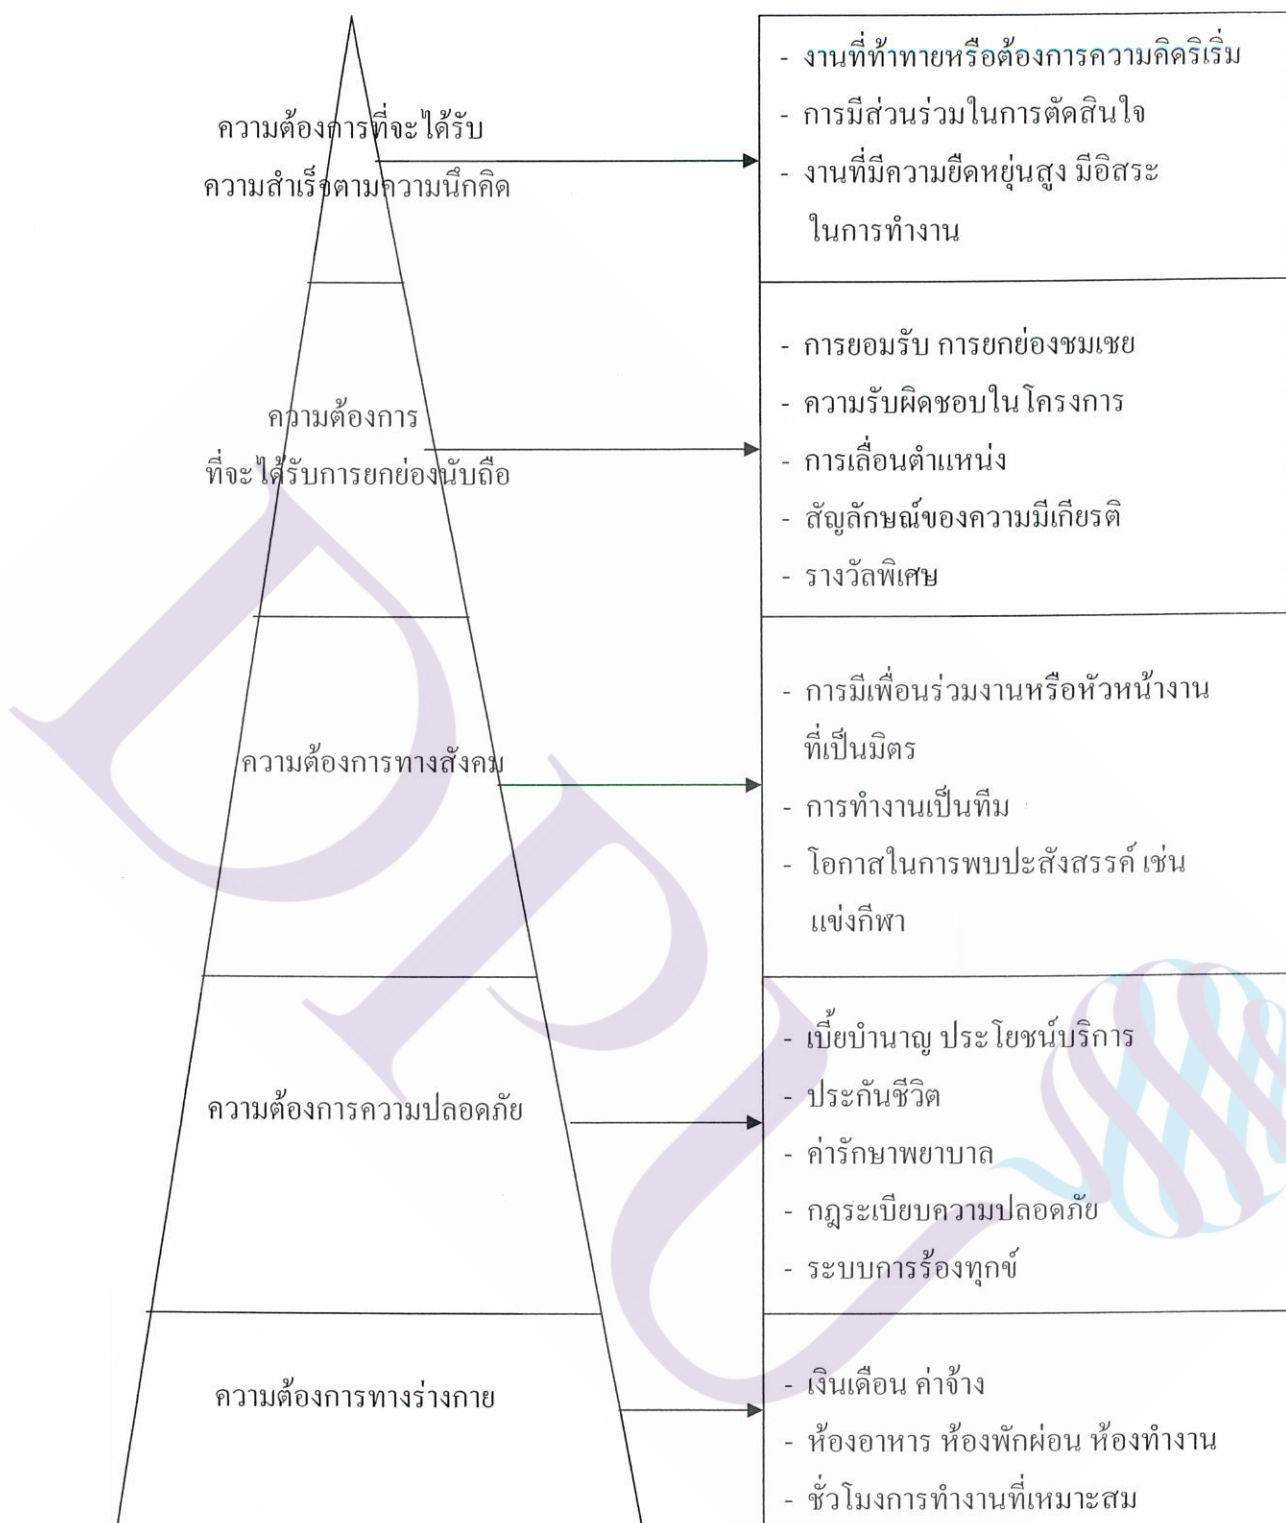 ความต้องการที่จะได้รับ
ความสำเร็จตามความนึกคิด
- งานที่ท้าทายหรือต้องการความคิดริเริ่ม
- การมีส่วนร่วมในการตัดสินใจ
- งานที่มีความยืดหยุ่นสูง มีอิสระ
ในการทำงาน
ความต้องการ
ที่จะได้รับการยกย่องนับถือ
- การยอมรับ การยกย่องชมเชย
- ความรับผิดชอบในโครงการ
- การเลื่อนตำแหน่ง
- สัญลักษณ์ของความมีเกียรติ
- รางวัลพิเศษ
ความต้องการทางสังคม
- การมีเพื่อนร่วมงานหรือหัวหน้างาน
ที่เป็นมิตร
- การทำงานเป็นทีม
- โอกาสในการพบปะสังสรรค์ เช่น
แข่งกีฬา
ความต้องการความปลอดภัย
- เบี้ยบำนาญ ประโยชน์บริการ
- ประกันชีวิต
- ค่ารักษาพยาบาล
- กฎระเบียบความปลอดภัย
- ระบบการร้องทุกข์
ความต้องการทางร่างกาย
- เงินเดือน ค่าจ้าง
- ห้องอาหาร ห้องพักผ่อน ห้องทำงาน
- ชั่วโมงการทำงานที่เหมาะสม
DPU